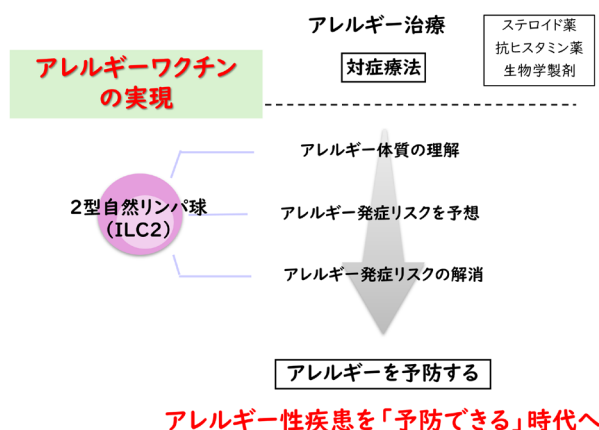 アレルギー治療
対症療法
ステロイド薬
抗ヒスタミン薬
生物学製剤
アレルギーワクチン
の実現
アレルギー体質の理解
2型自然リンパ球
（ILC2）
アレルギー発症リスクを予想
アレルギー発症リスクの解消
アレルギーを予防する
アレルギー性疾患を「予防できる」時代へ